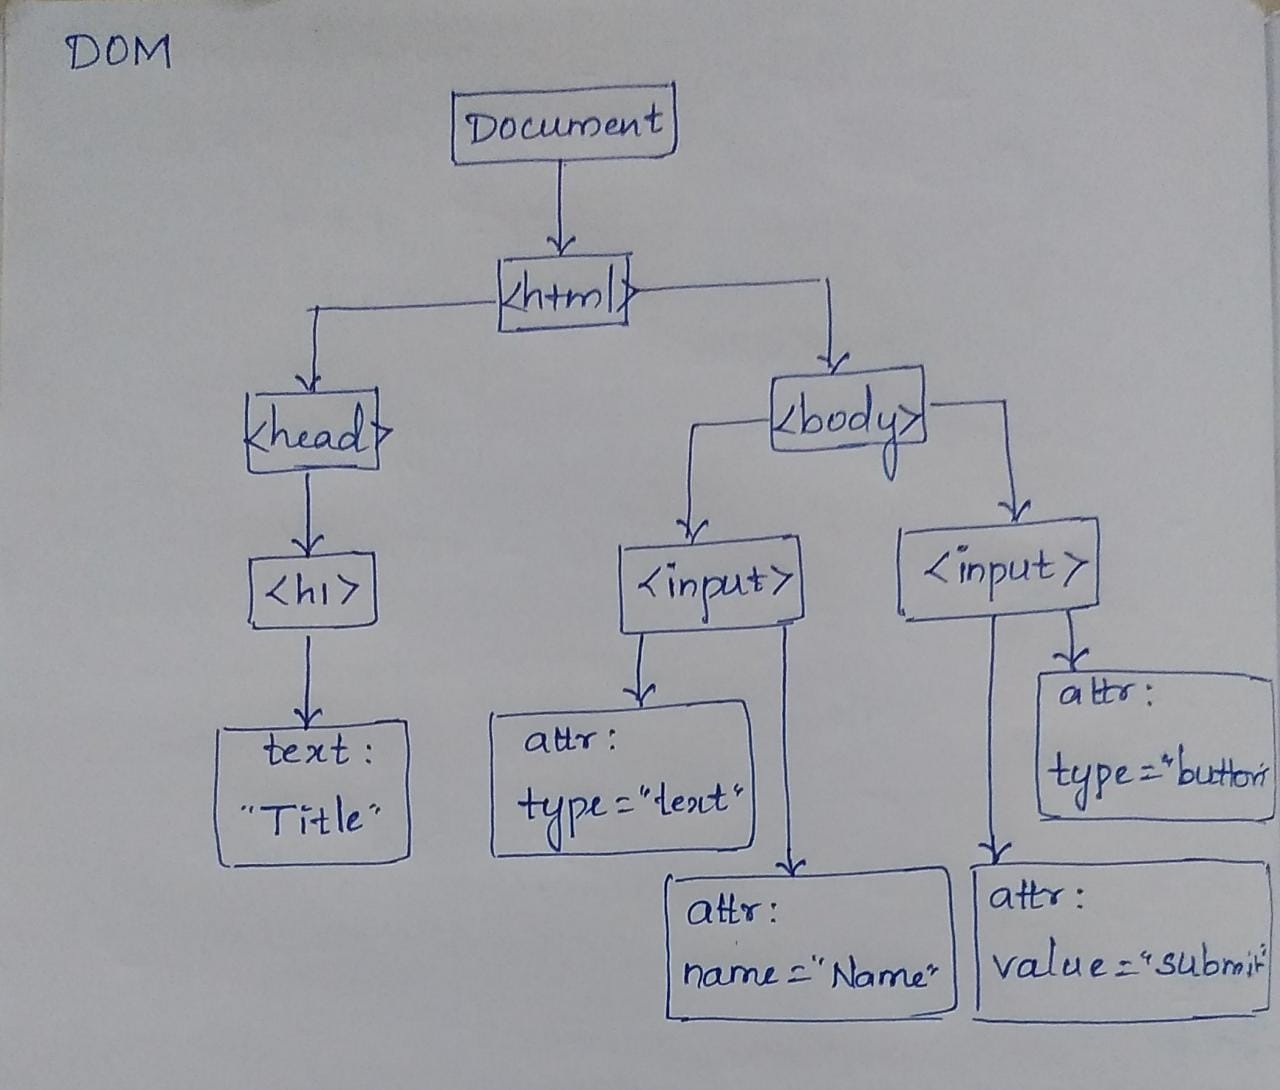 DOM
Document
<html>
<head>
<body>
<h1>
<input>
<input>
text:
"Title"
attr:
type="text"
attr:
type="button"
attr:
name="Name"
attr:
value="submit"